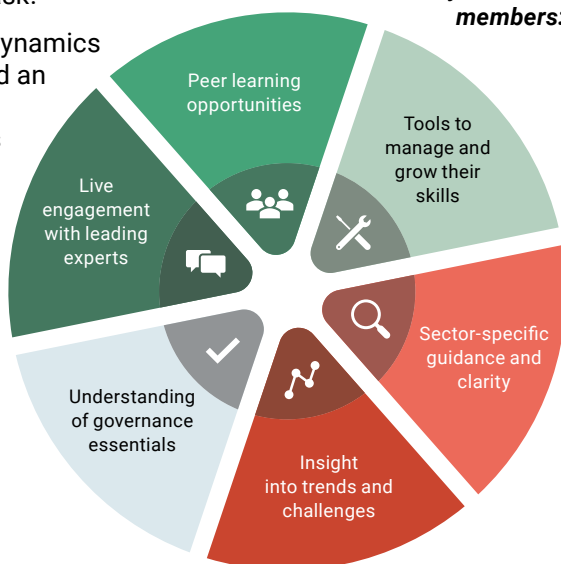 members:
ynamics
d an
Peer learning
opportunities
Tools to
manage and
grow their
skills
Sector-specific
guidance and
clarity
Insight
into trends and
challenges
Understanding
of governance
essentials
Live
engagement
with leading
experts